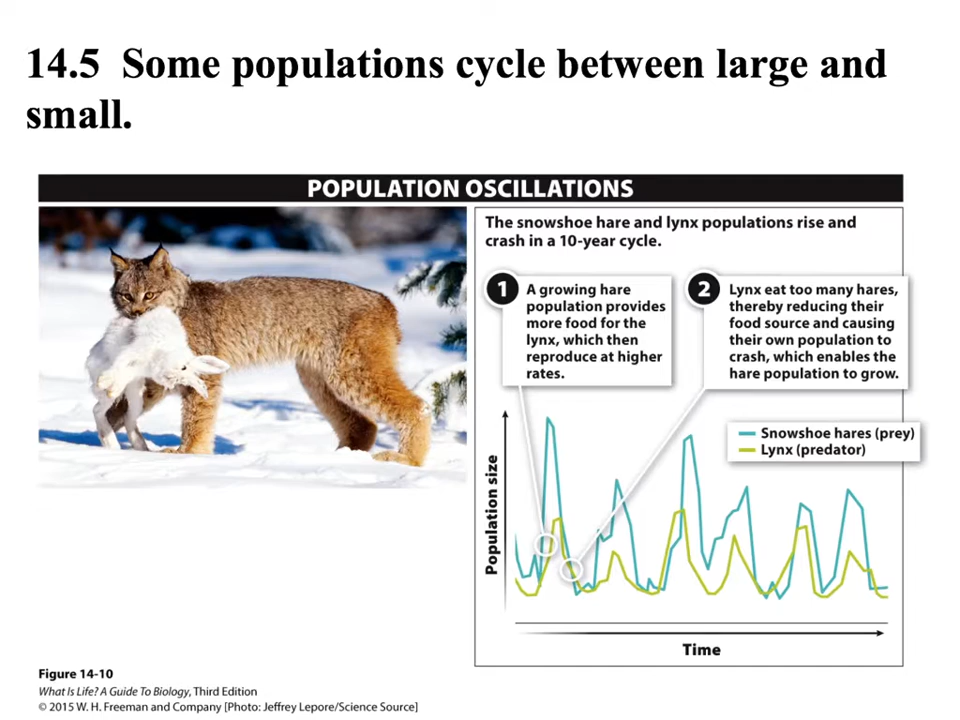 14.5  Some populations cycle between large and
small.
POPULATION OSCILLATIONS
The snowshoe hare and lynx populations rise and
crash in a 10-year cycle.
1
A growing hare
population provides
more food for the
lynx, which then
reproduce at higher
rates.
2
Lynx eat too many hares,
thereby reducing their
food source and causing
their own population to
crash, which enables the
hare population to grow.
Snowshoe hares (prey)
Lynx (predator)
Population size
Time
Figure 14-10
What Is Life? A Guide To Biology, Third Edition
© 2015 W. H. Freeman and Company [Photo: Jeffrey Lepore/Science Source]